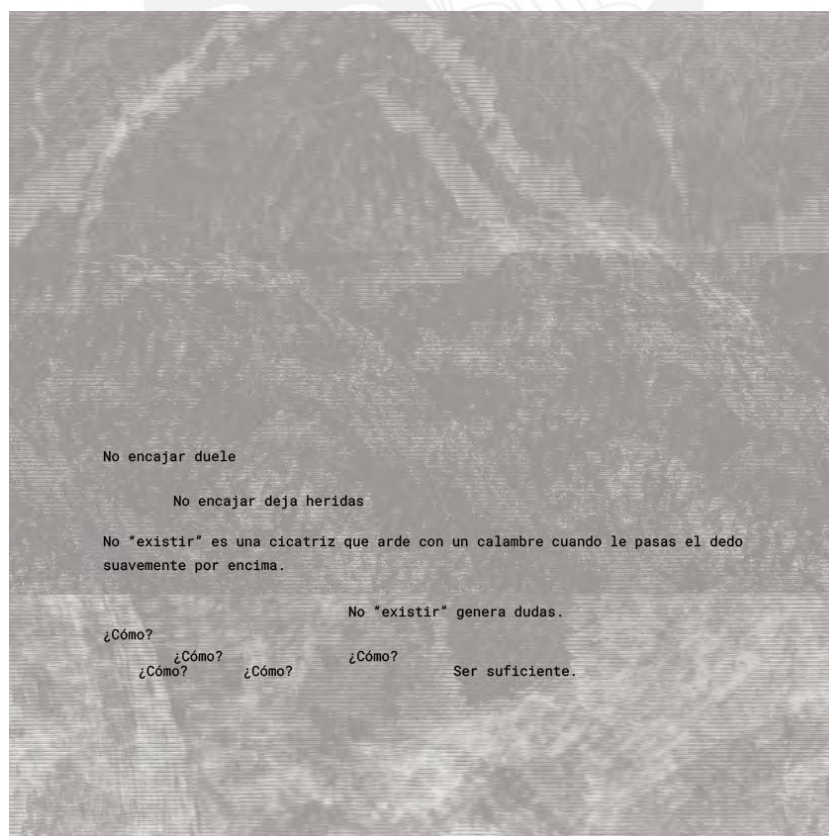 No encajar duele
No encajar deja heridas
No “existir” es una cicatriz que arde con un calambre cuando le pasas el dedo
suavemente por encima.
No “existir” genera dudas.
¿Cómo?
¿Cómo? ¿Cómo?
¿Cómo? ¿Cómo? Ser suficiente.